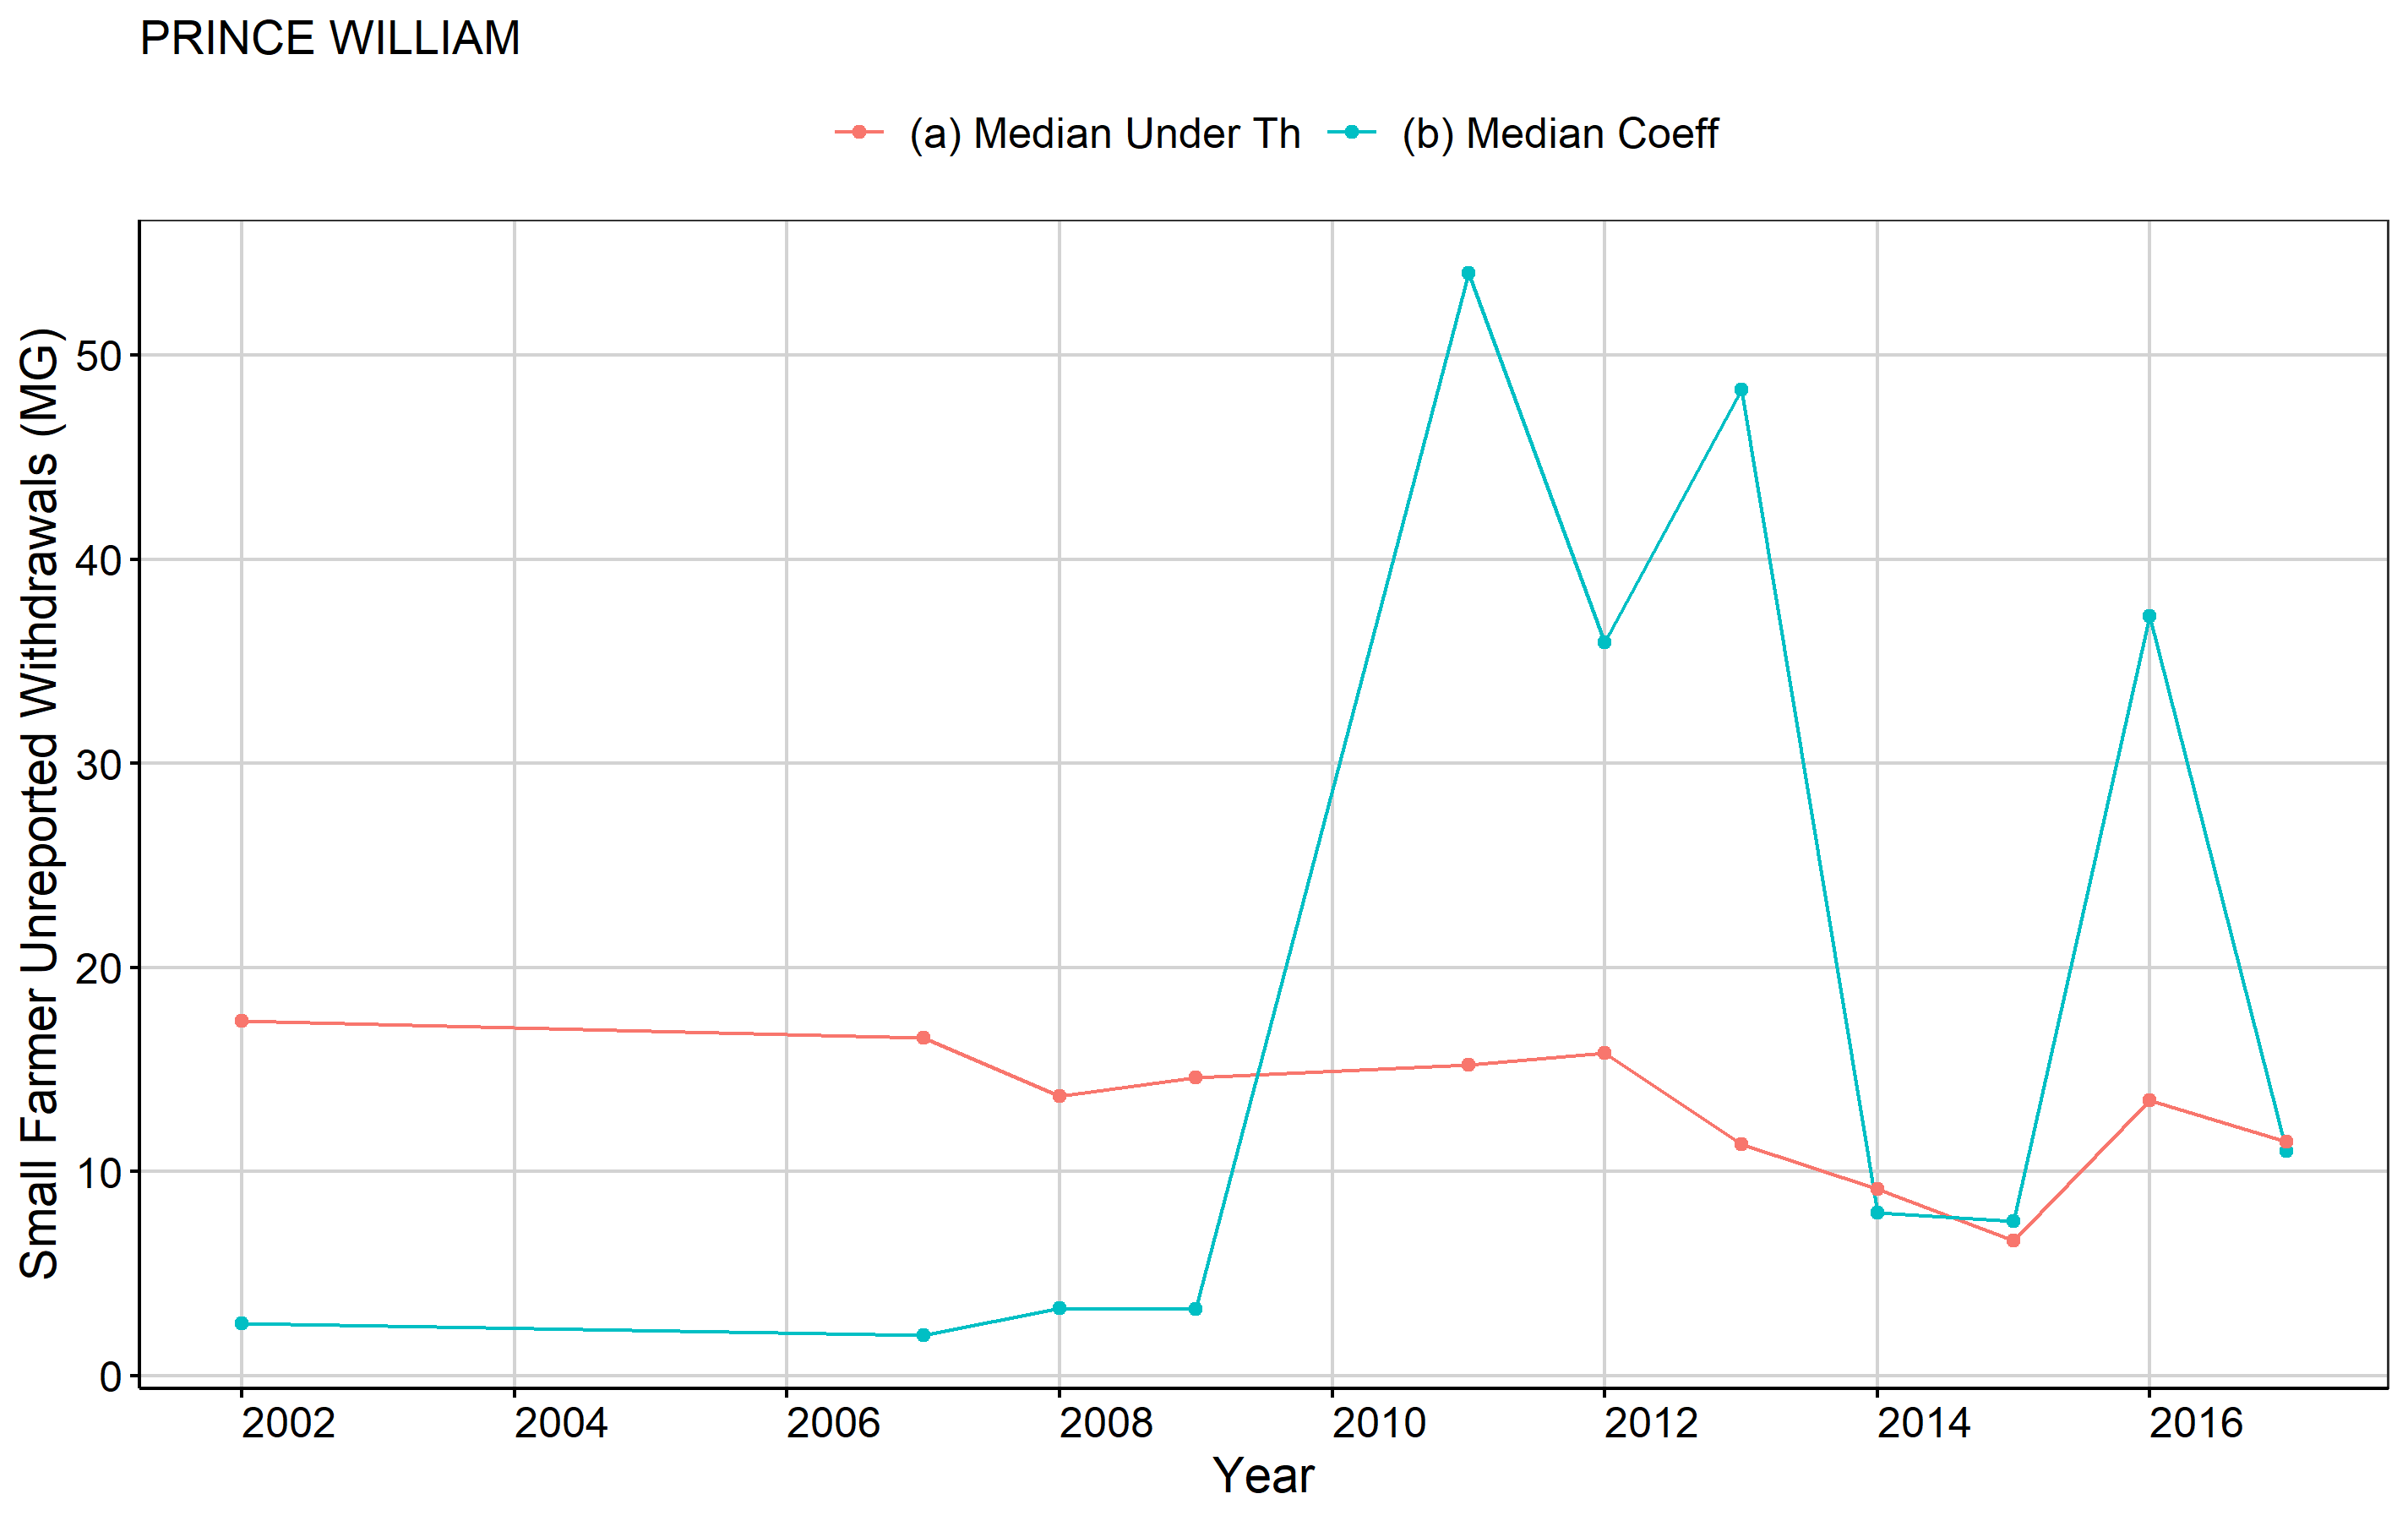 PRINCE WILLIAM
(a) Median Under Th (b) Median Coeff
Small Farmer Unreported Withdrawals (MG)
50
40
30
20
10
0
2002 2004 2006 2008 2010 2012 2014 2016
Year